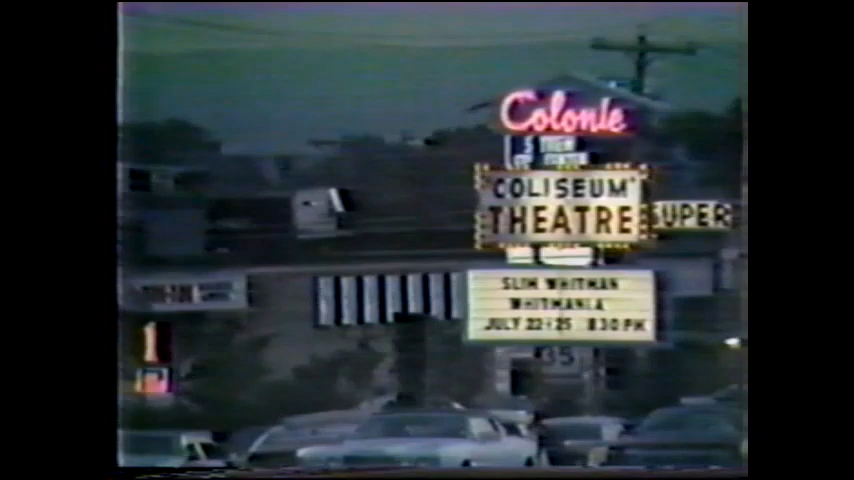 Colonie
COLISEUM
THEATRE
SUPER
SLIM WHITMAN
WHITMANIA
JULY 22-25 8:30 PM
35
1